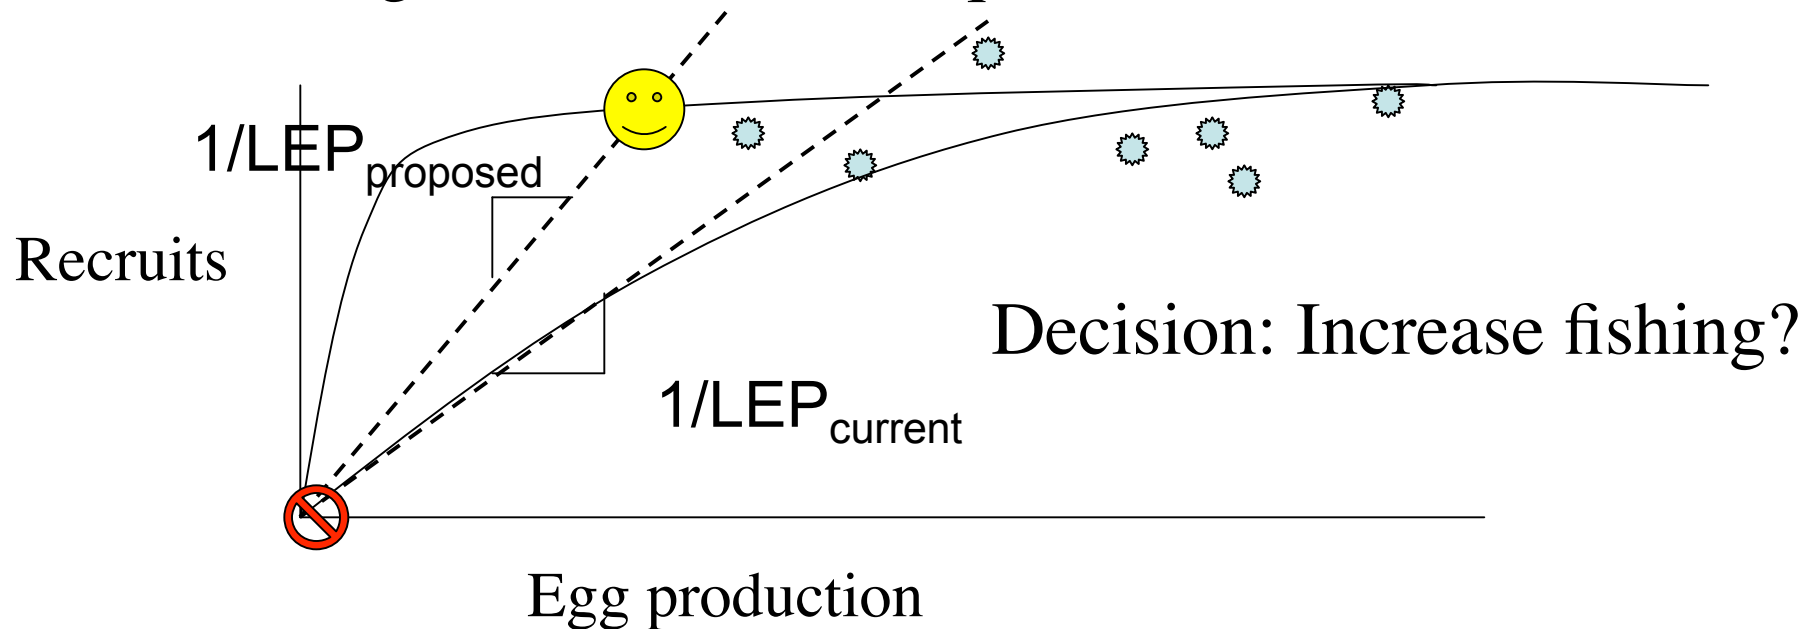 1/LEPproposed
Recruits
Decision: Increase fishing?
1/LEPcurrent
Egg production